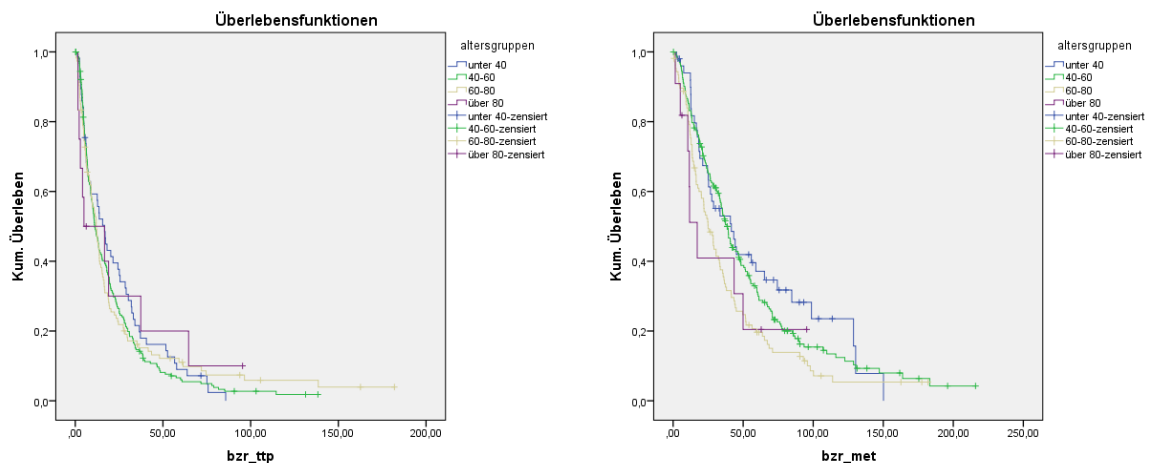 Überlebensfunktionen
altersgruppen
unter 40
40-60
60-80
über 80
unter 40-zensiert
40-60-zensiert
60-80-zensiert
über 80-zensiert
Kum. Überleben
1,0
0,8
0,6
0,4
0,2
0,0
,00 50,00 100,00 150,00 200,00
bzr_ttp
Überlebensfunktionen
altersgruppen
unter 40
40-60
60-80
über 80
unter 40-zensiert
40-60-zensiert
60-80-zensiert
über 80-zensiert
Kum. Überleben
1,0
0,8
0,6
0,4
0,2
0,0
,00 50,00 100,00 150,00 200,00 250,00
bzr_met